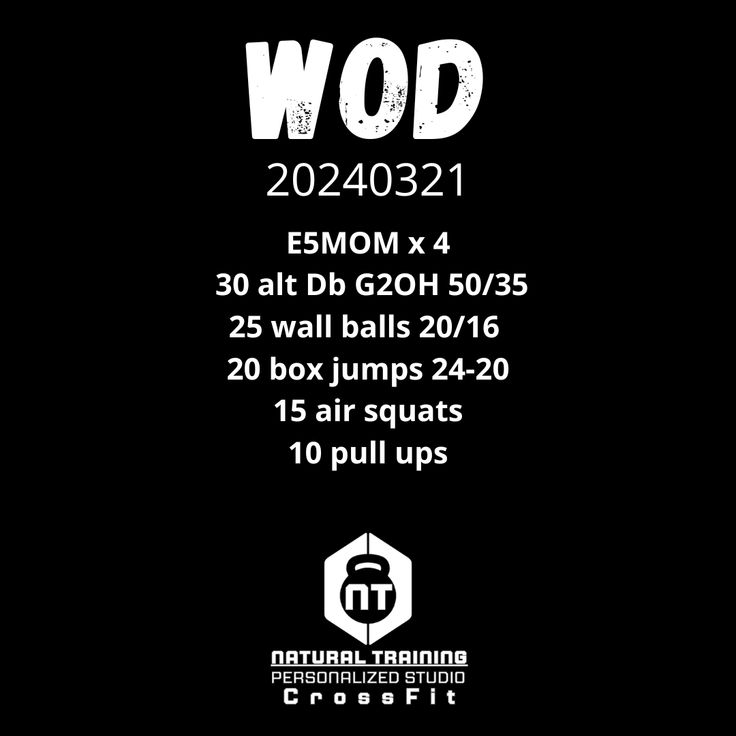 WOD
20240321
E5MOM x 4
30 alt Db G2OH 50/35
25 wall balls 20/16
20 box jumps 24-20
15 air squats
10 pull ups
NT
NATURAL TRAINING
PERSONALIZED STUDIO
CrossFit